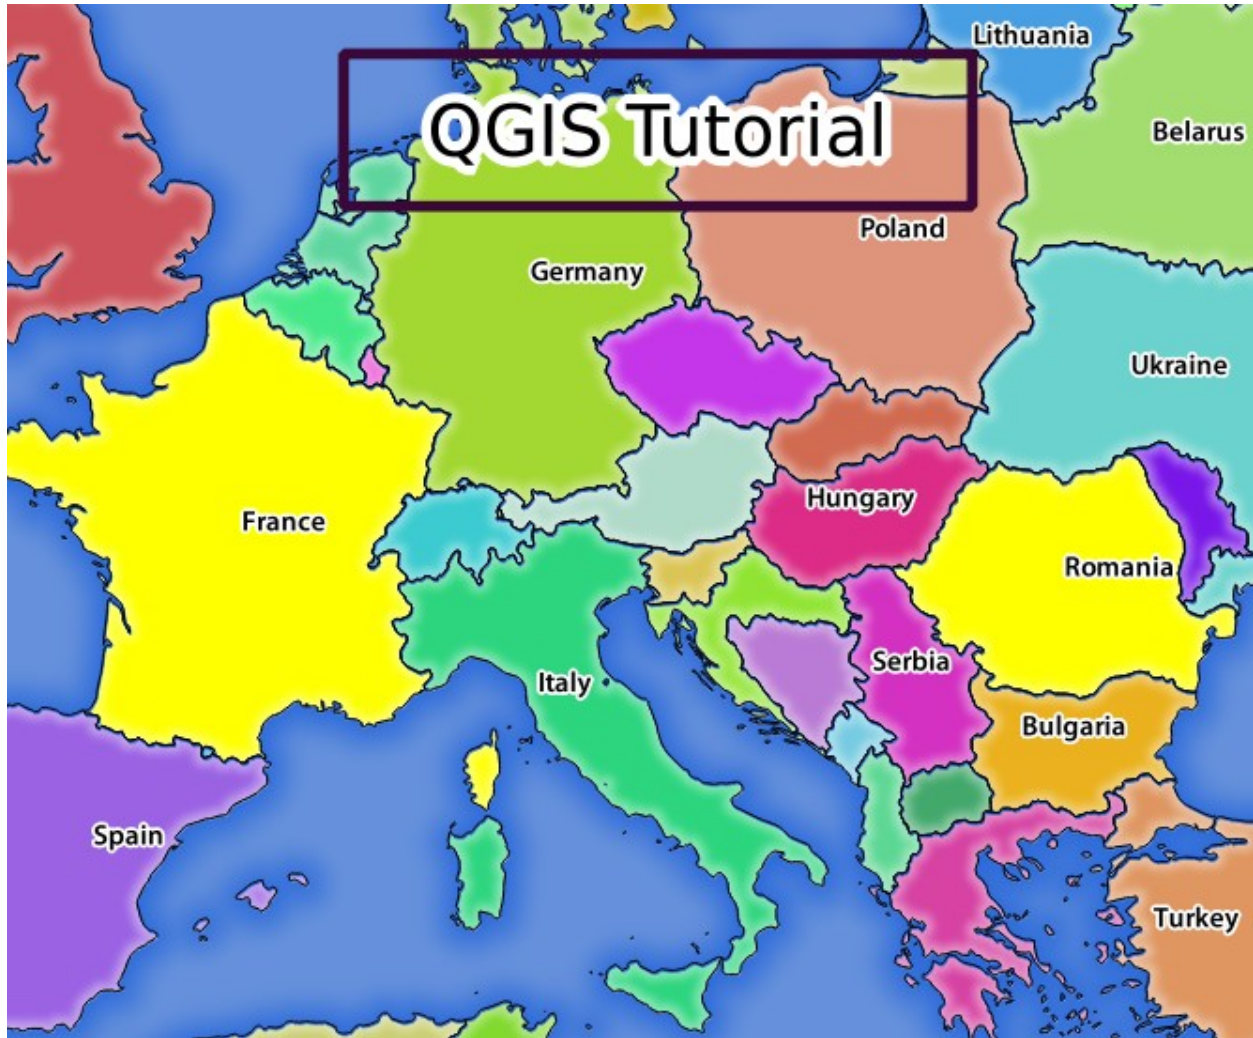 Lithuania
QGIS Tutorial
Belarus
Poland
Germany
Ukraine
Hungary
France
Romania
Serbia
Italy
Bulgaria
Spain
Turkey